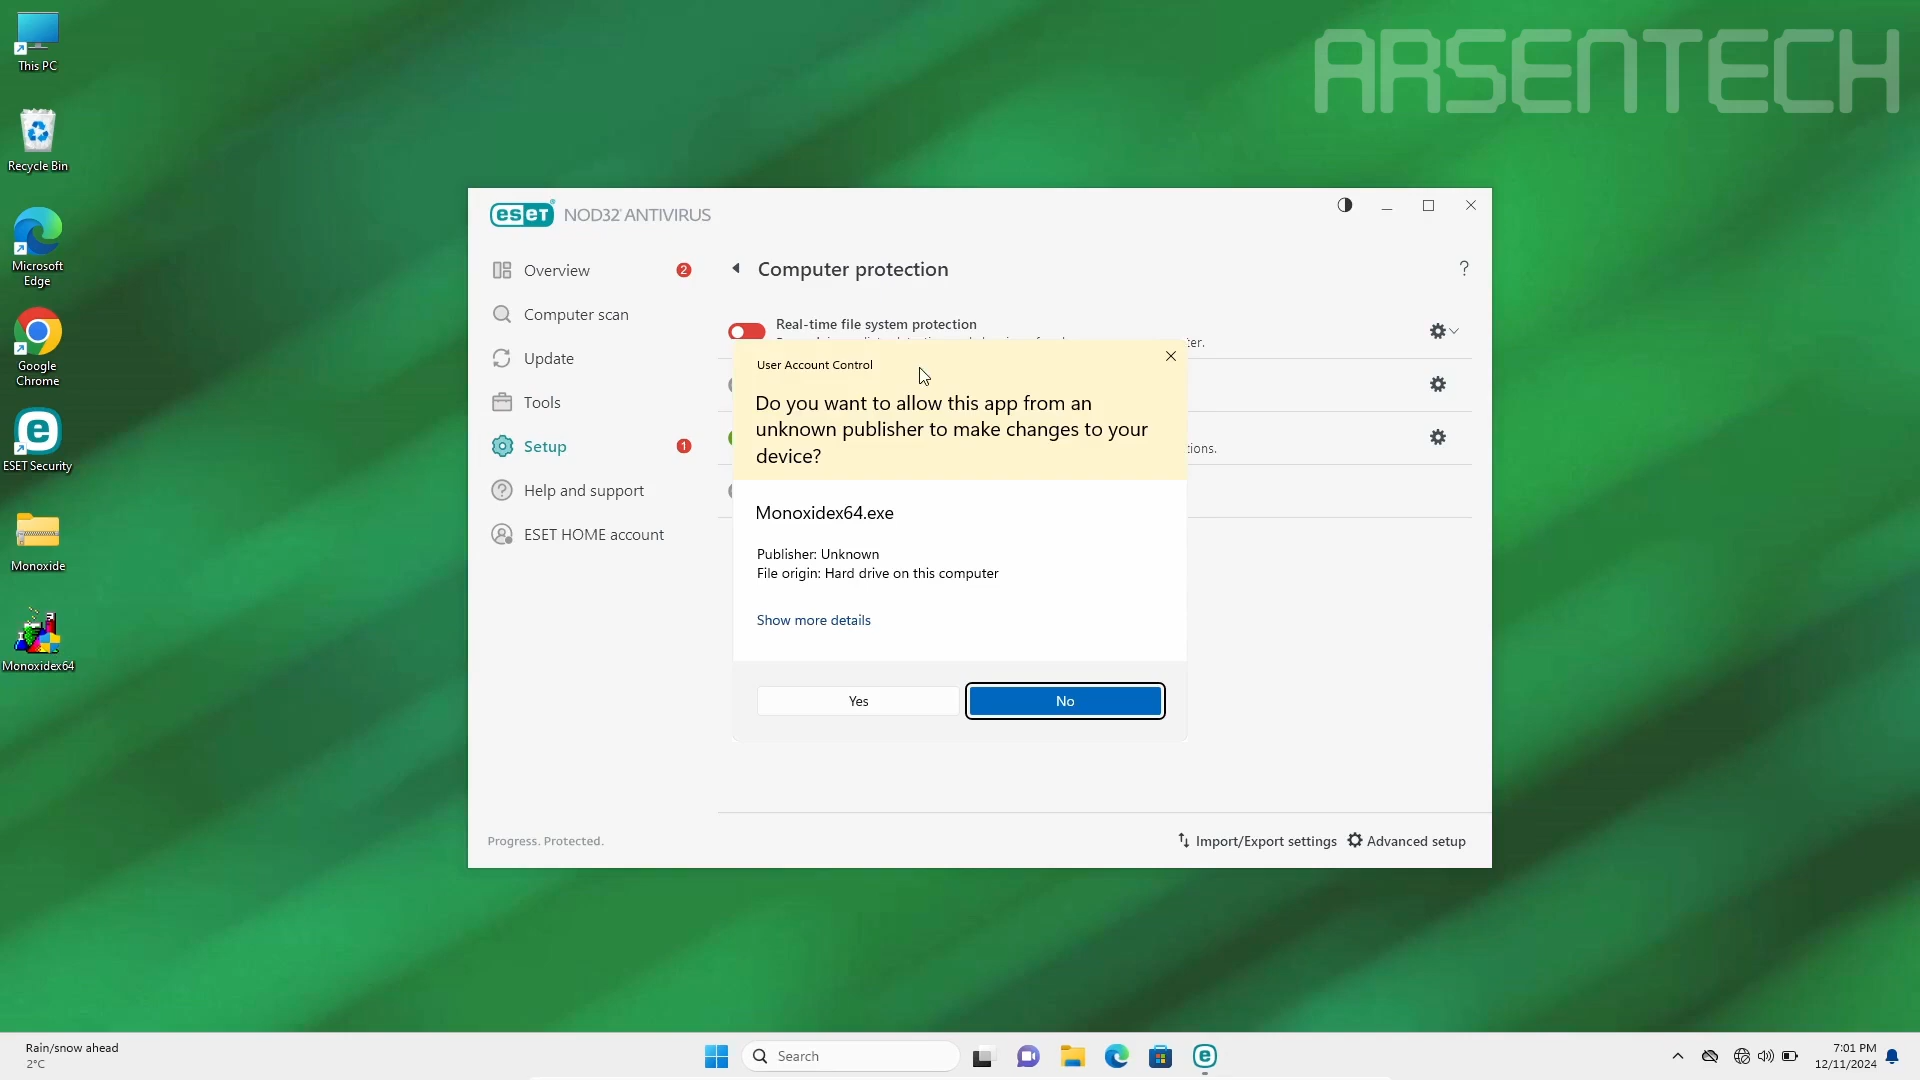 ARSENTECH
This PC
Recycle Bin
Microsoft
Edge
Google
Chrome
ESET Security
Monoxide
Monoxidex64
eset NOD32 ANTIVIRUS
Overview
2
Computer scan
Update
Tools
Setup
1
Help and support
ESET HOME account
Progress. Protected.
Computer protection
?
Real-time file system protection
ter.
tions.
User Account Control
Do you want to allow this app from an
unknown publisher to make changes to your
device?
Monoxidex64.exe
Publisher: Unknown
File origin: Hard drive on this computer
Show more details
Yes
No
Import/Export settings
Advanced setup
Rain/snow ahead
2°C
Search
7:01 PM
12/11/2024